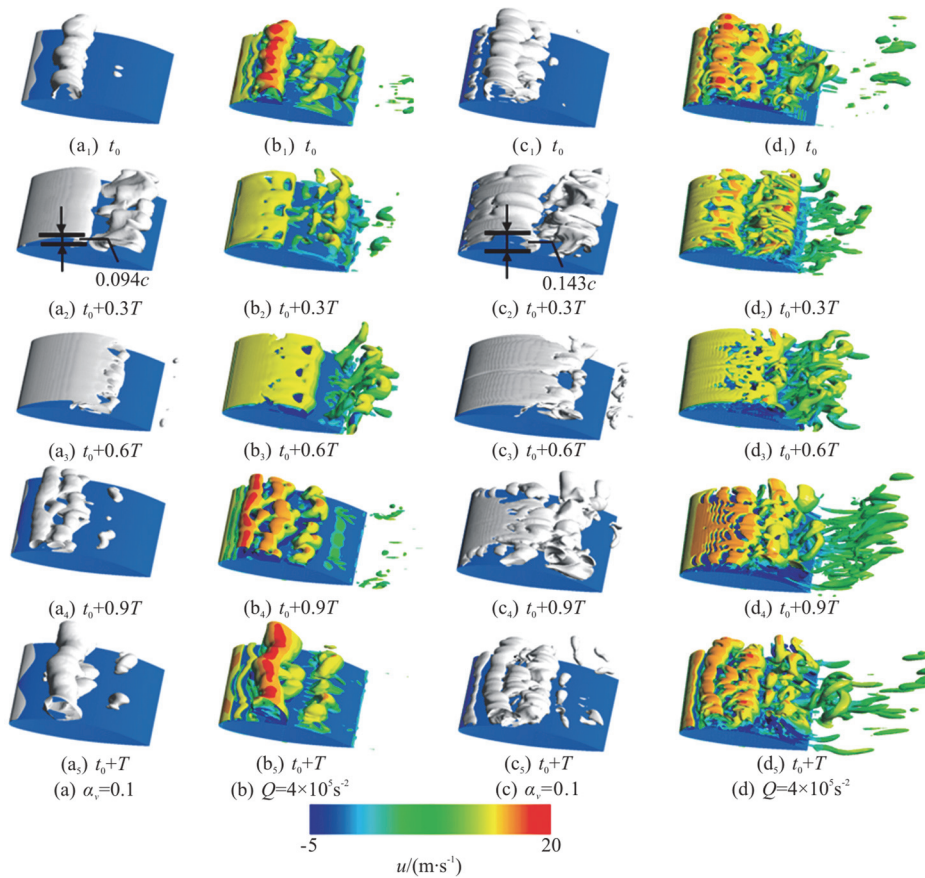 (a₁) t₀ (b₁) t₀ (c₁) t₀ (d₁) t₀
0.094c 0.143c
(a₂) t₀+0.3T (b₂) t₀+0.3T (c₂) t₀+0.3T (d₂) t₀+0.3T
(a₃) t₀+0.6T (b₃) t₀+0.6T (c₃) t₀+0.6T (d₃) t₀+0.6T
(a₄) t₀+0.9T (b₄) t₀+0.9T (c₄) t₀+0.9T (d₄) t₀+0.9T
(a₅) t₀+T (b₅) t₀+T (c₅) t₀+T (d₅) t₀+T
(a) αᵥ=0.1 (b) Q=4×10⁵s⁻² (c) αᵥ=0.1 (d) Q=4×10⁵s⁻²
-5 20
u/(m·s⁻¹)